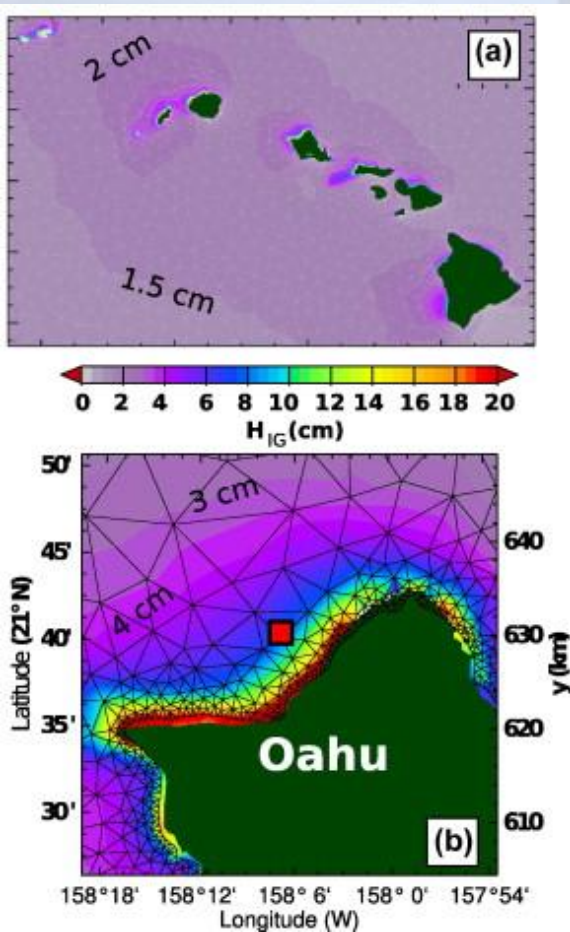 (a)
2 cm
1.5 cm
0 2 4 6 8 10 12 14 16 18 20
H IG (cm)
50'
3 cm
45'
640
4 cm
40'
630
Latitude (21° N)
y (km)
35'
620
Oahu
30'
610
(b)
158°18' 158°12' 158°6' 158°0' 157°54'
Longitude (W)